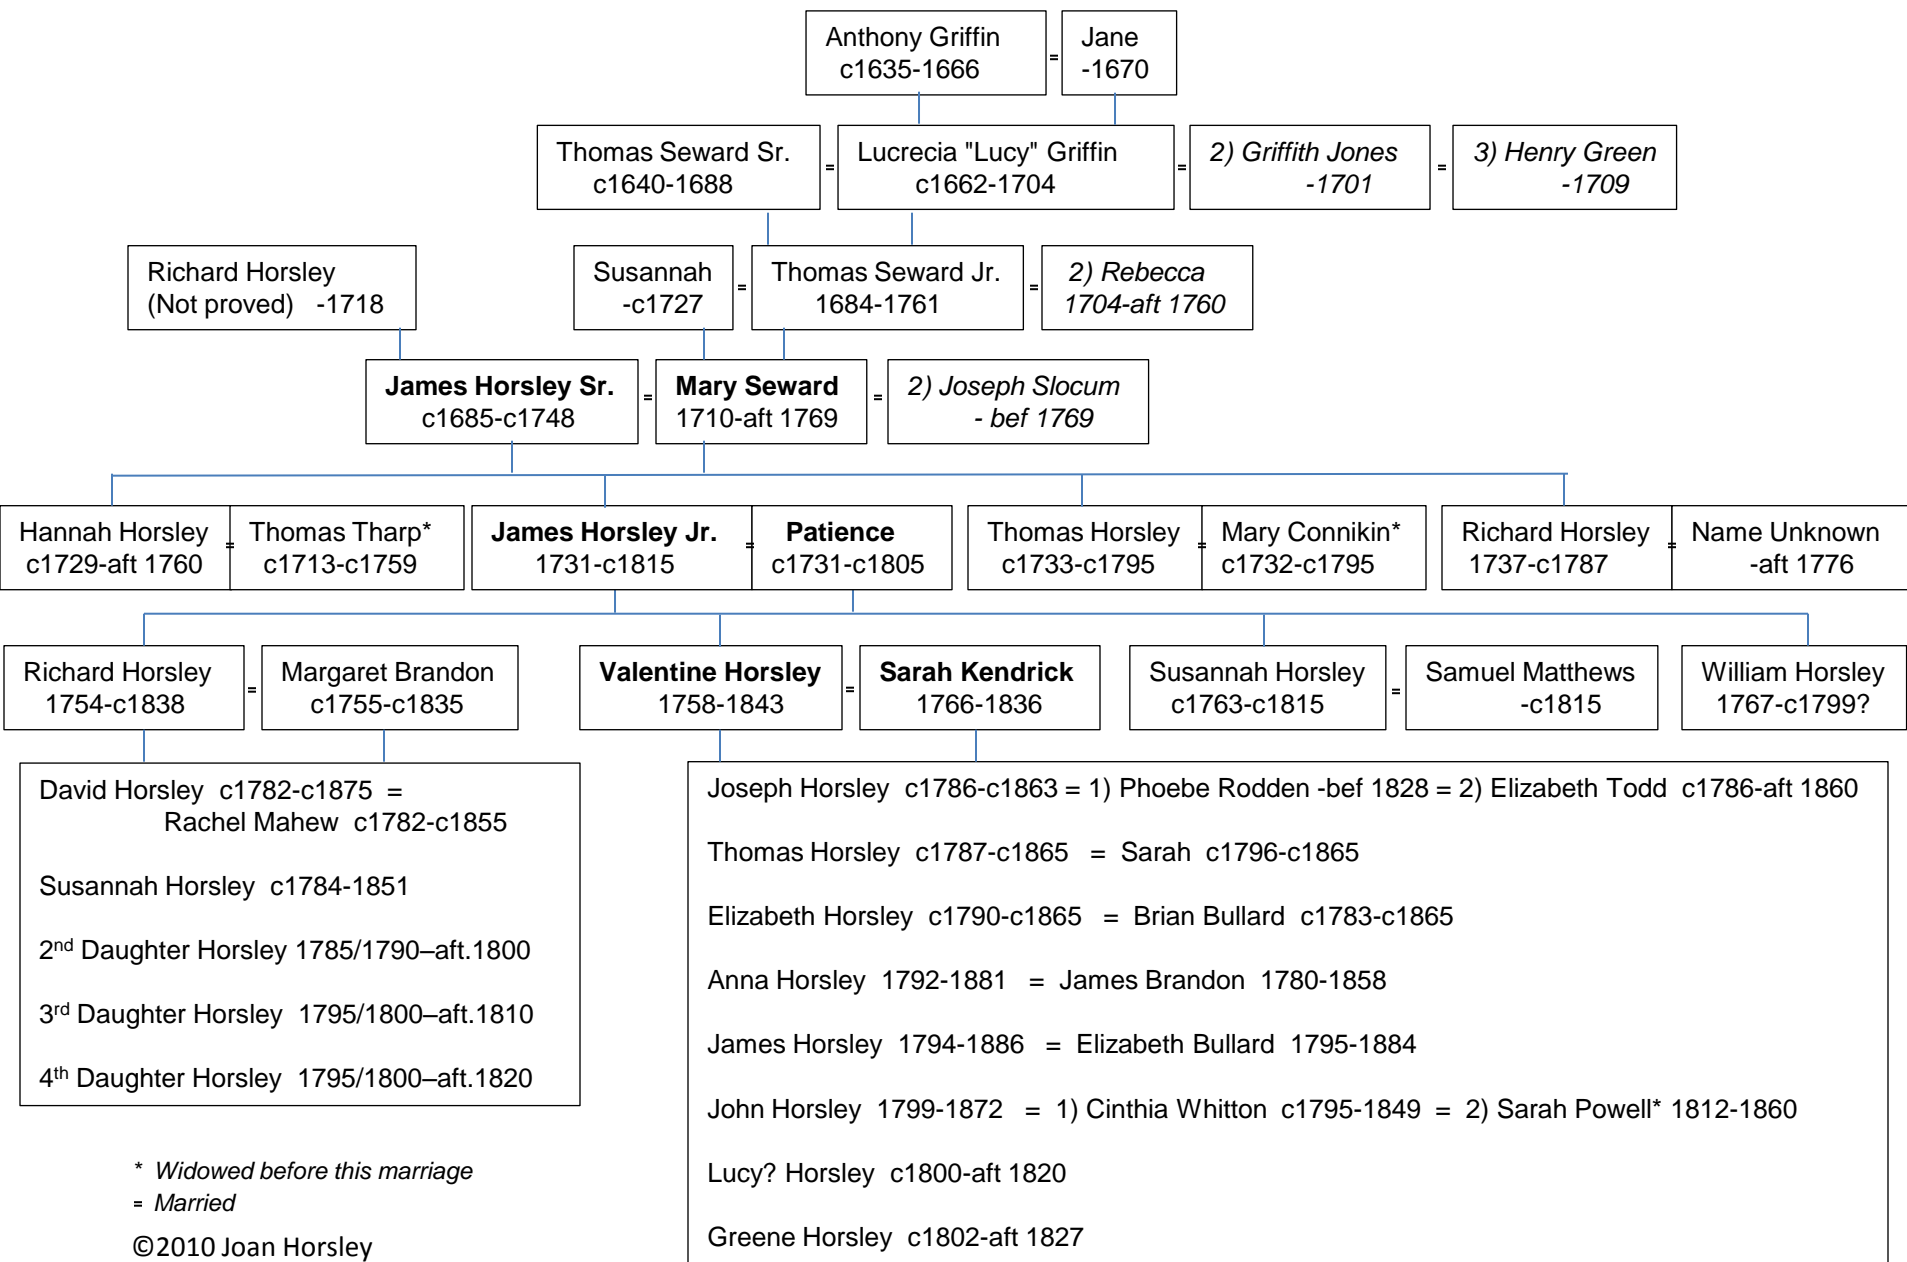 Anthony Griffin = Jane
c1635-1666 -1670
Thomas Seward Sr. = Lucrecia "Lucy" Griffin = 2) Griffith Jones = 3) Henry Green
c1640-1688 c1662-1704 -1701 -1709
Richard Horsley Susannah = Thomas Seward Jr. = 2) Rebecca
(Not proved) -1718 -c1727 1684-1761 1704-aft 1760
James Horsley Sr. = Mary Seward = 2) Joseph Slocum
c1685-c1748 1710-aft 1769 - bef 1769
Hannah Horsley = Thomas Tharp* James Horsley Jr. = Patience Thomas Horsley = Mary Connikin* Richard Horsley = Name Unknown
c1729-aft 1760 c1713-c1759 1731-c1815 c1731-c1805 c1733-c1795 c1732-c1795 1737-c1787 -aft 1776
Richard Horsley = Margaret Brandon Valentine Horsley = Sarah Kendrick Susannah Horsley = Samuel Matthews William Horsley
1754-c1838 c1755-c1835 1758-1843 1766-1836 c1763-c1815 -c1815 1767-c1799?
David Horsley c1782-c1875 =
Rachel Mahew c1782-c1855
Susannah Horsley c1784-1851
2nd Daughter Horsley 1785/1790–aft.1800
3rd Daughter Horsley 1795/1800–aft.1810
4th Daughter Horsley 1795/1800–aft.1820
Joseph Horsley c1786-c1863 = 1) Phoebe Rodden -bef 1828 = 2) Elizabeth Todd c1786-aft 1860
Thomas Horsley c1787-c1865 = Sarah c1796-c1865
Elizabeth Horsley c1790-c1865 = Brian Bullard c1783-c1865
Anna Horsley 1792-1881 = James Brandon 1780-1858
James Horsley 1794-1886 = Elizabeth Bullard 1795-1884
John Horsley 1799-1872 = 1) Cinthia Whitton c1795-1849 = 2) Sarah Powell* 1812-1860
Lucy? Horsley c1800-aft 1820
Greene Horsley c1802-aft 1827
* Widowed before this marriage
= Married
©2010 Joan Horsley